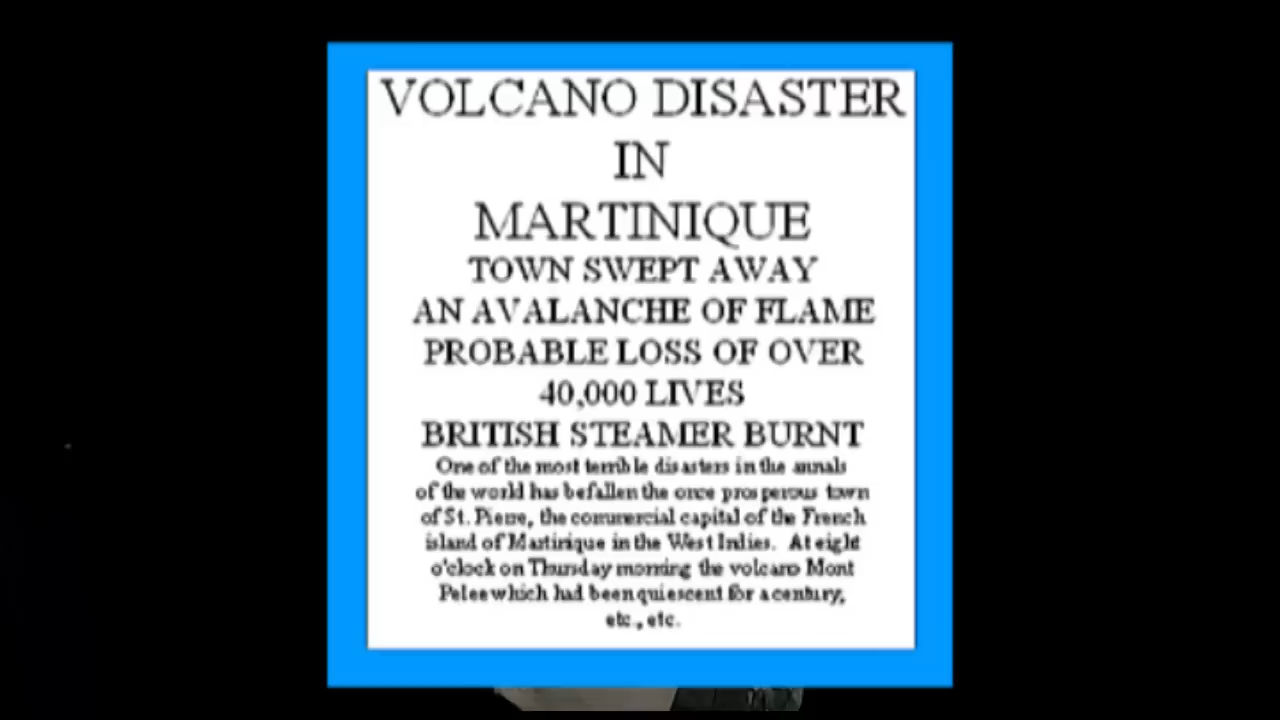 VOLCANO DISASTER
IN
MARTINIQUE
TOWN SWEPT AWAY
AN AVALANCHE OF FLAME
PROBABLE LOSS OF OVER
40,000 LIVES
BRITISH STEAMER BURNT
One of the most terrible disasters in the annals
of the world has befallen the once prosperous town
of St. Pierre, the commercial capital of the French
island of Martinique in the West Indies. At eight
o'clock on Thursday morning the volcano Mont
Pelee which had been quiescent for a century,
etc., etc.